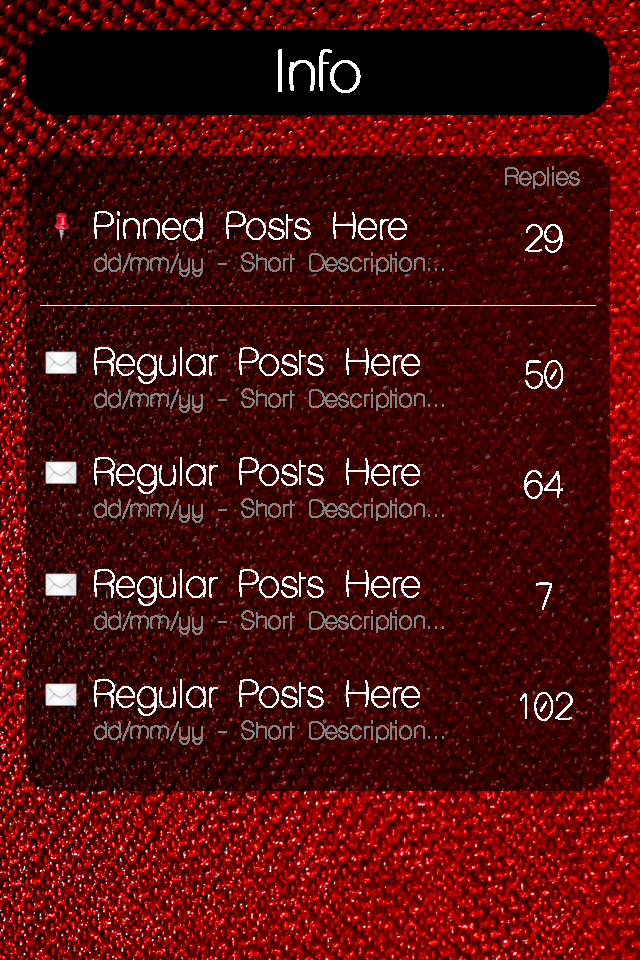 Info
Replies
Pinned Posts Here
29
dd/mm/yy - Short Description...
Regular Posts Here
50
dd/mm/yy - Short Description...
Regular Posts Here
64
dd/mm/yy - Short Description...
Regular Posts Here
7
dd/mm/yy - Short Description...
Regular Posts Here
102
dd/mm/yy - Short Description...